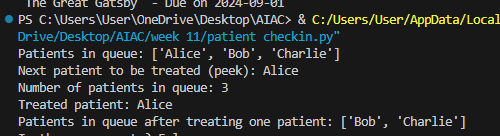 The Great Gatsby - Due on 2024-09-01
PS C:\Users\User\OneDrive\Desktop\AIAC> & C:/Users/User/AppData/Local
Drive/Desktop/AIAC/week 11/patient checkin.py"
Patients in queue: ['Alice', 'Bob', 'Charlie']
Next patient to be treated (peek): Alice
Number of patients in queue: 3
Treated patient: Alice
Patients in queue after treating one patient: ['Bob', 'Charlie']